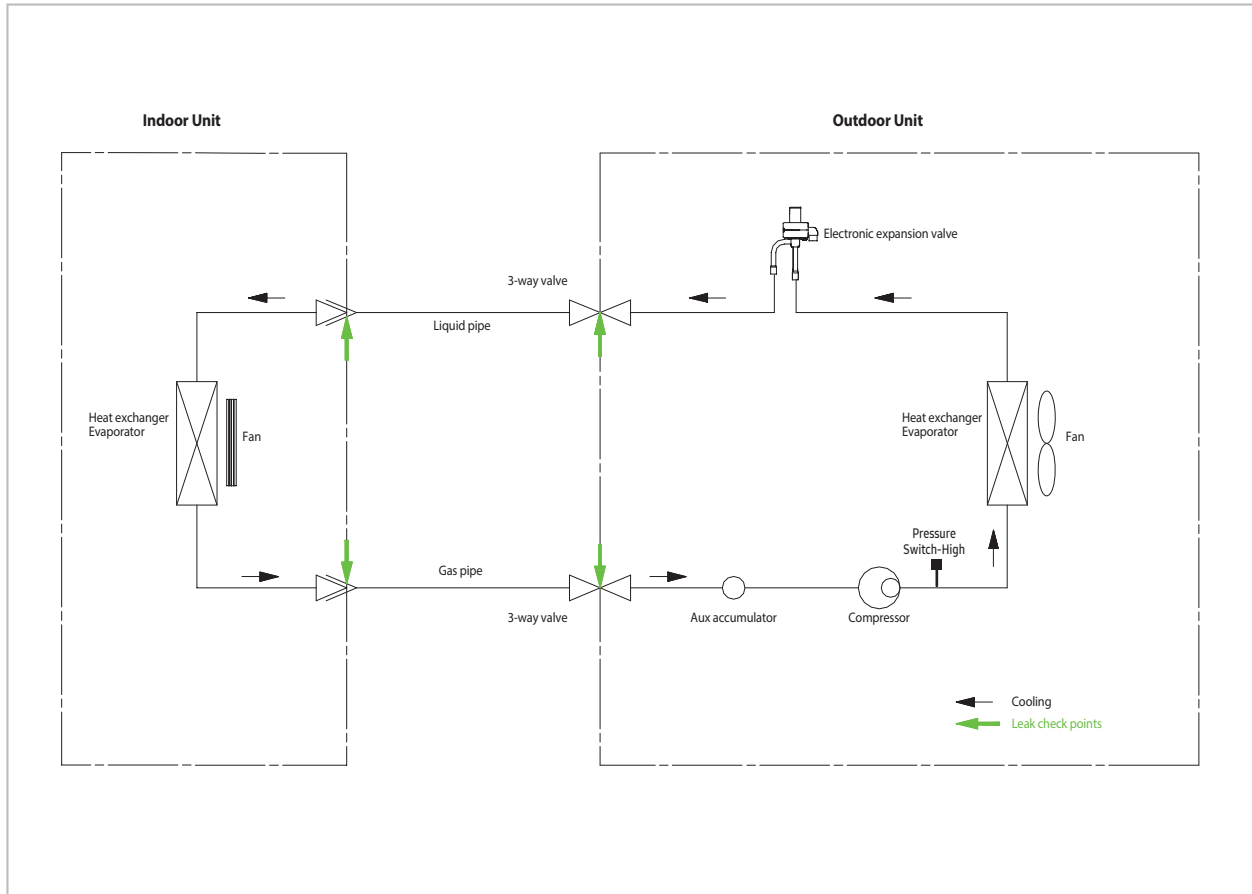 Indoor Unit
Outdoor Unit
Electronic expansion valve
3-way valve
Liquid pipe
Heat exchanger
Evaporator
Fan
Heat exchanger
Evaporator
Fan
Pressure
Switch-High
Gas pipe
3-way valve
Aux accumulator
Compressor
Cooling
Leak check points